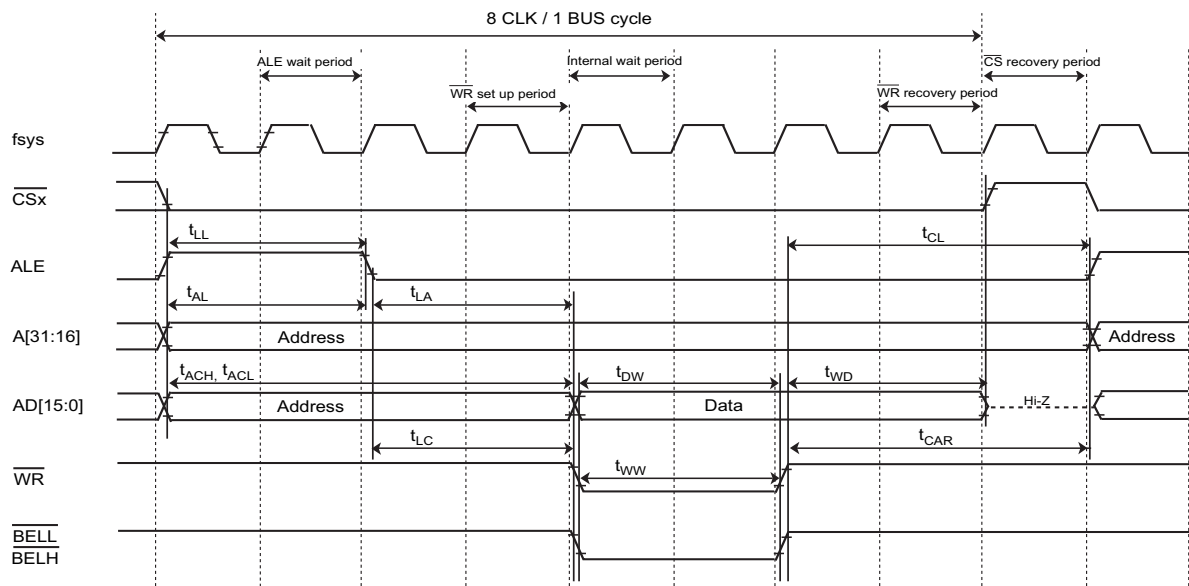 8 CLK / 1 BUS cycle
ALE wait period
Internal wait period
CS recovery period
WR set up period
WR recovery period
fsys
CSx
tLL
tCL
ALE
tAL
tLA
A[31:16]
Address
Address
tACH, tACL
tDW
tWD
AD[15:0]
Address
Data
Hi-Z
tLC
tCAR
WR
tWW
BELL
BELH